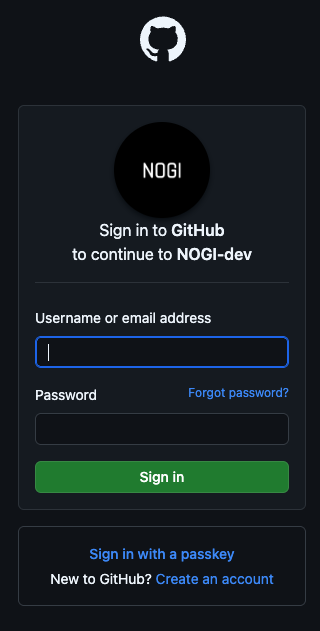 NOGI
Sign in to GitHub
to continue to NOGI-dev
Username or email address
Password
Forgot password?
Sign in
Sign in with a passkey
New to GitHub? Create an account